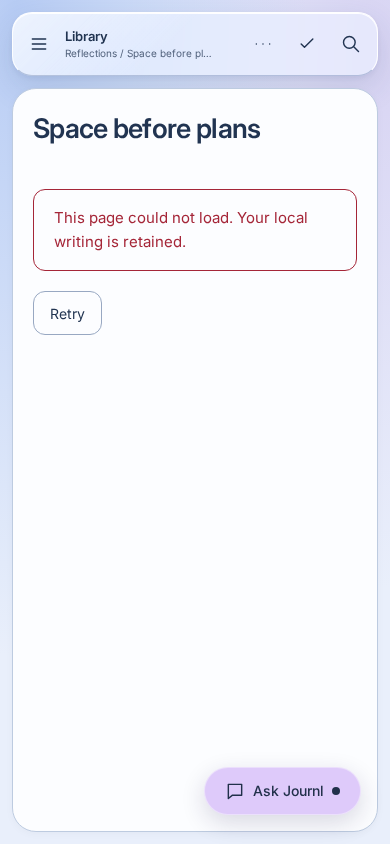 Library
Reflections / Space before pl...
Space before plans
This page could not load. Your local
writing is retained.
Retry
Ask Journl